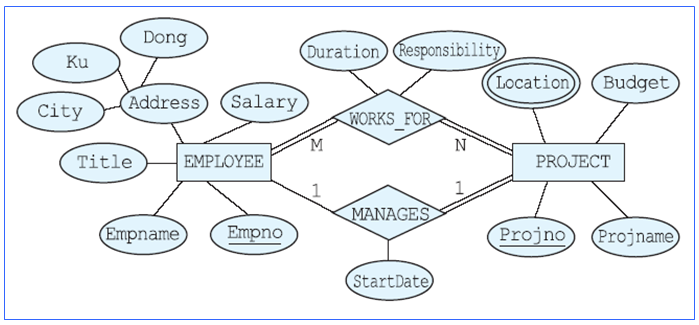 Dong
Duration
Responsibility
Ku
Location
Budget
City
Address
Salary
WORKS_FOR
M
N
Title
EMPLOYEE
PROJECT
1
1
MANAGES
Empname
Empno
Projno
Projname
StartDate